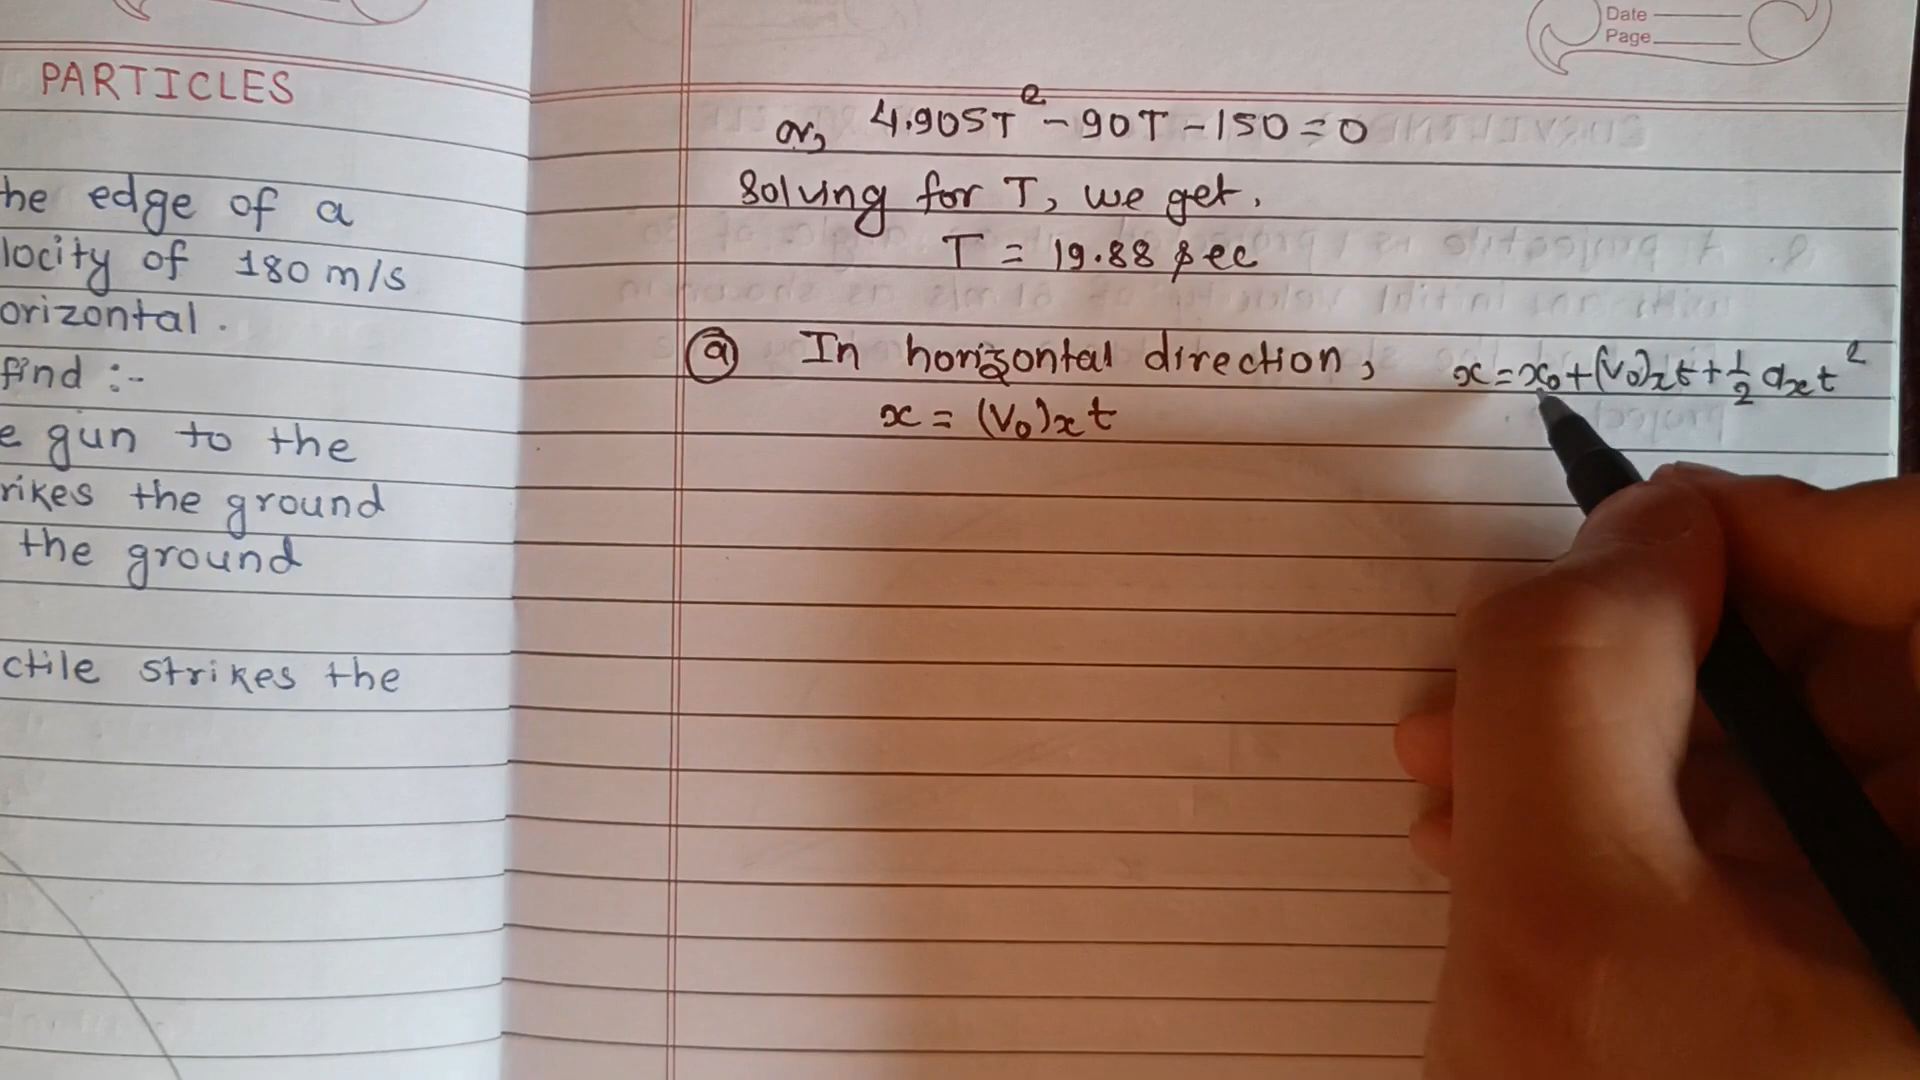 Date
Page
PARTICLES
he edge of a
locity of 180 m/s
orizontal.
find :-
e gun to the
rikes the ground
the ground
ctile strikes the
or, 4.905T² - 90T - 150 = 0
Solving for T, we get,
T = 19.88 sec
(a) In horizontal direction, x = x₀ + (v₀)ₓt + 1/2 aₓt²
x = (v₀)ₓt